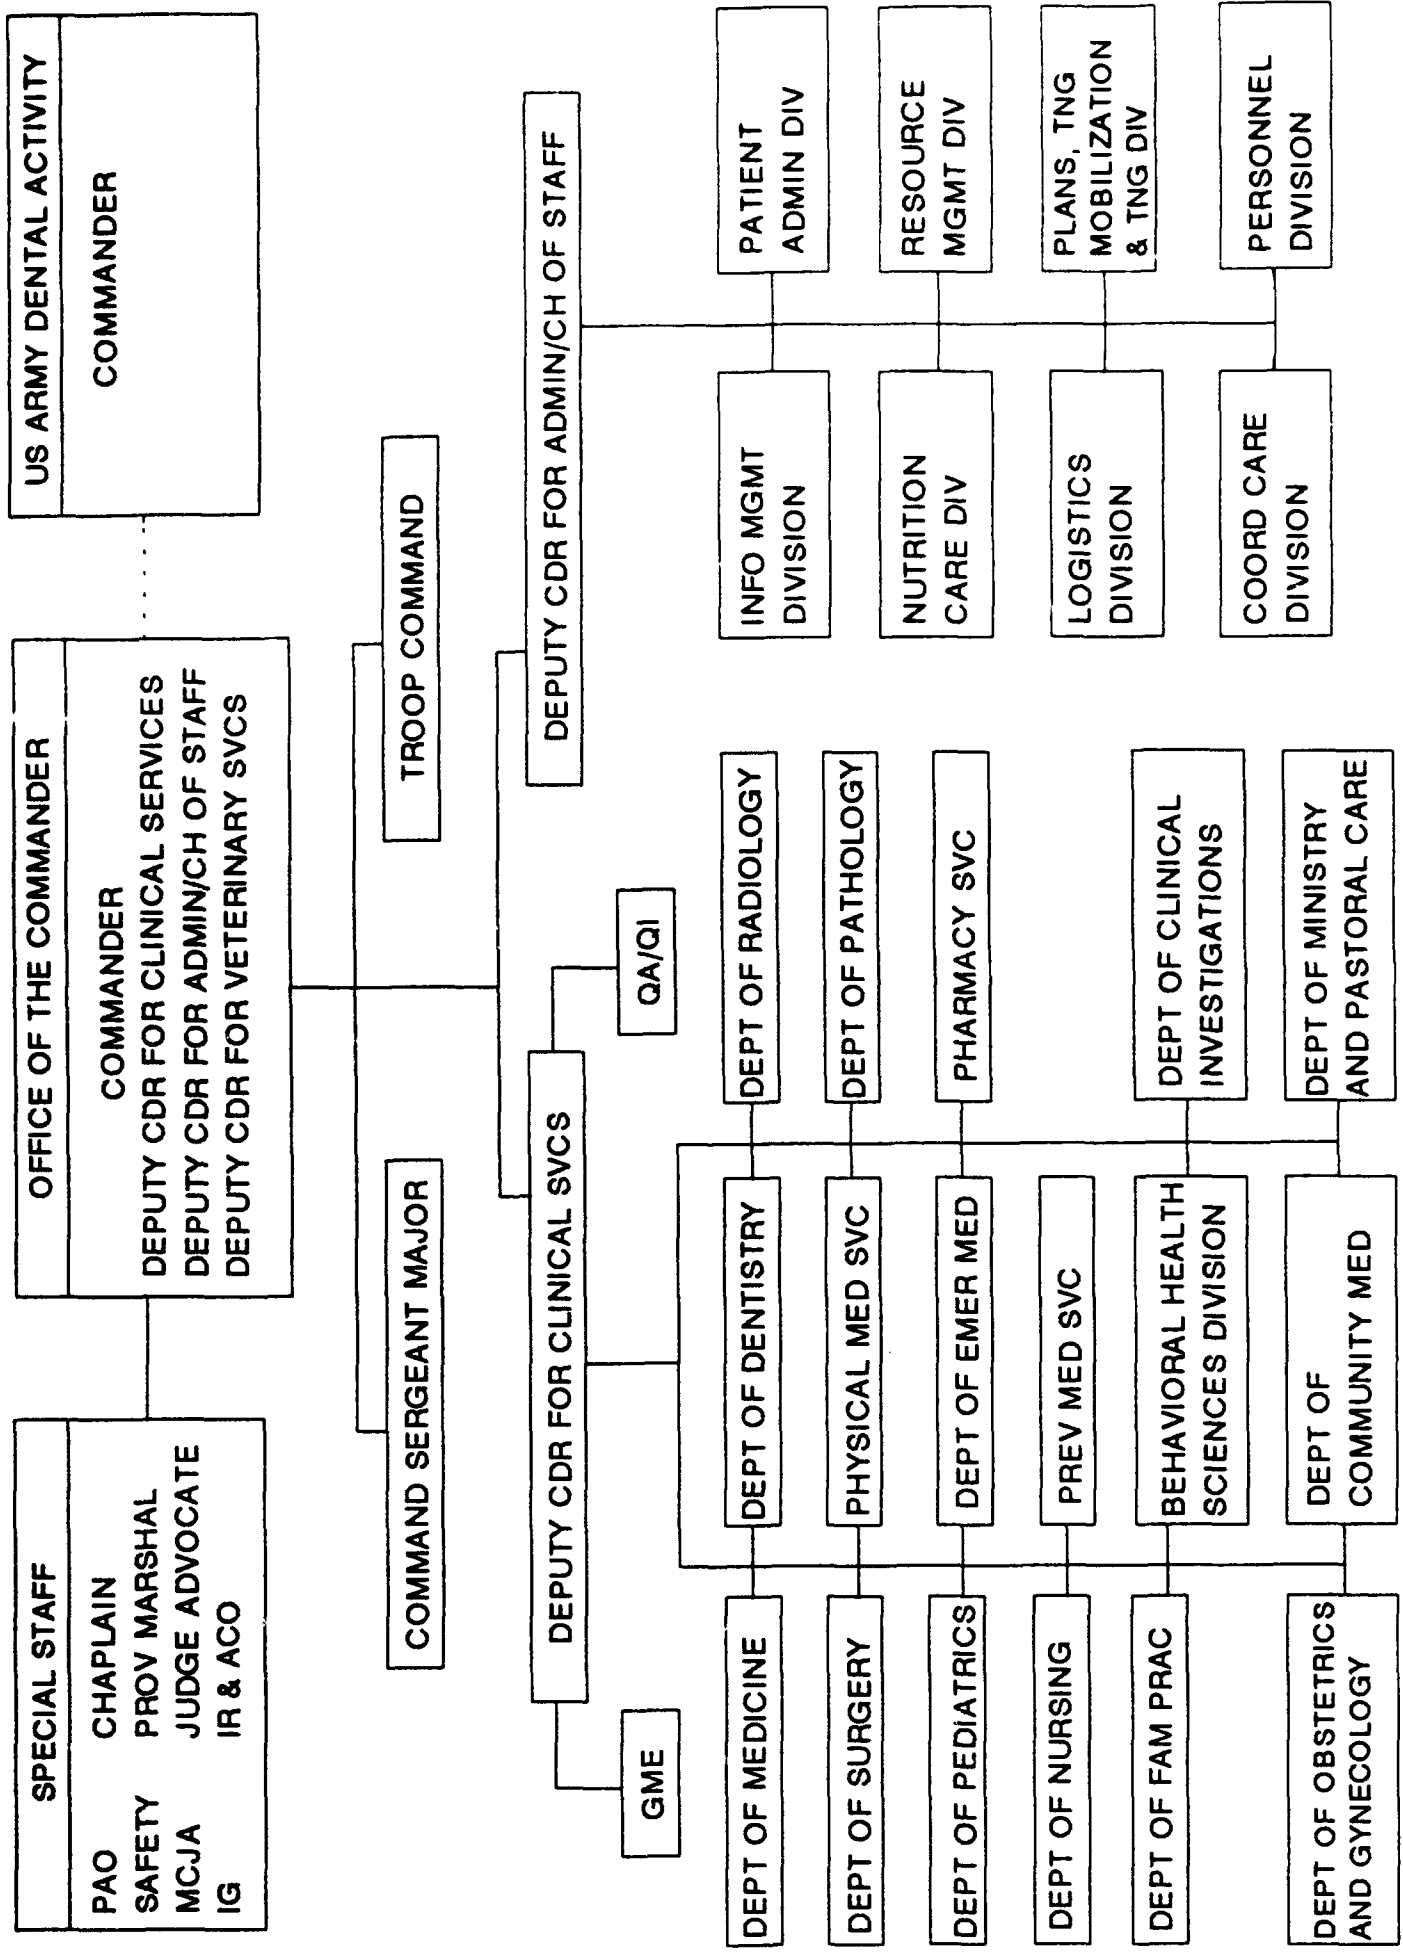 SPECIAL STAFF
PAO CHAPLAIN
SAFETY PROV MARSHAL
MCJA JUDGE ADVOCATE
IG IR & ACO
OFFICE OF THE COMMANDER
COMMANDER
DEPUTY CDR FOR CLINICAL SERVICES
DEPUTY CDR FOR ADMIN/CH OF STAFF
DEPUTY CDR FOR VETERINARY SVCS
US ARMY DENTAL ACTIVITY
COMMANDER
COMMAND SERGEANT MAJOR
TROOP COMMAND
DEPUTY CDR FOR CLINICAL SVCS
DEPUTY CDR FOR ADMIN/CH OF STAFF
GME
QA/QI
DEPT OF MEDICINE
DEPT OF DENTISTRY
DEPT OF RADIOLOGY
DEPT OF SURGERY
PHYSICAL MED SVC
DEPT OF PATHOLOGY
DEPT OF PEDIATRICS
DEPT OF EMER MED
PHARMACY SVC
DEPT OF NURSING
PREV MED SVC
DEPT OF FAM PRAC
BEHAVIORAL HEALTH
SCIENCES DIVISION
DEPT OF CLINICAL
INVESTIGATIONS
DEPT OF OBSTETRICS
AND GYNECOLOGY
DEPT OF
COMMUNITY MED
DEPT OF MINISTRY
AND PASTORAL CARE
INFO MGMT
DIVISION
PATIENT
ADMIN DIV
NUTRITION
CARE DIV
RESOURCE
MGMT DIV
LOGISTICS
DIVISION
PLANS, TNG
MOBILIZATION
& TNG DIV
COORD CARE
DIVISION
PERSONNEL
DIVISION